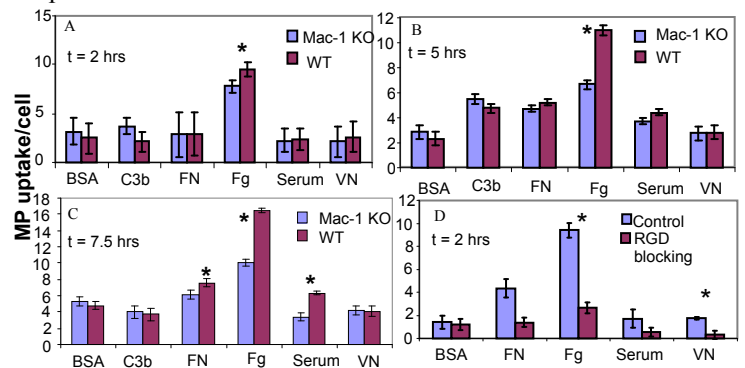 A
t = 2 hrs
Mac-1 KO
WT
*
15
10
5
0
BSA C3b FN Fg Serum VN
B
t = 5 hrs
Mac-1 KO
WT
*
12
10
8
6
4
2
0
BSA C3b FN Fg Serum VN
MP uptake/cell
C
t = 7.5 hrs
Mac-1 KO
WT
* * *
18
16
14
12
10
8
6
4
2
0
BSA C3b FN Fg Serum VN
D
t = 2 hrs
Control
RGD
blocking
* *
12
10
8
6
4
2
0
BSA FN Fg Serum VN